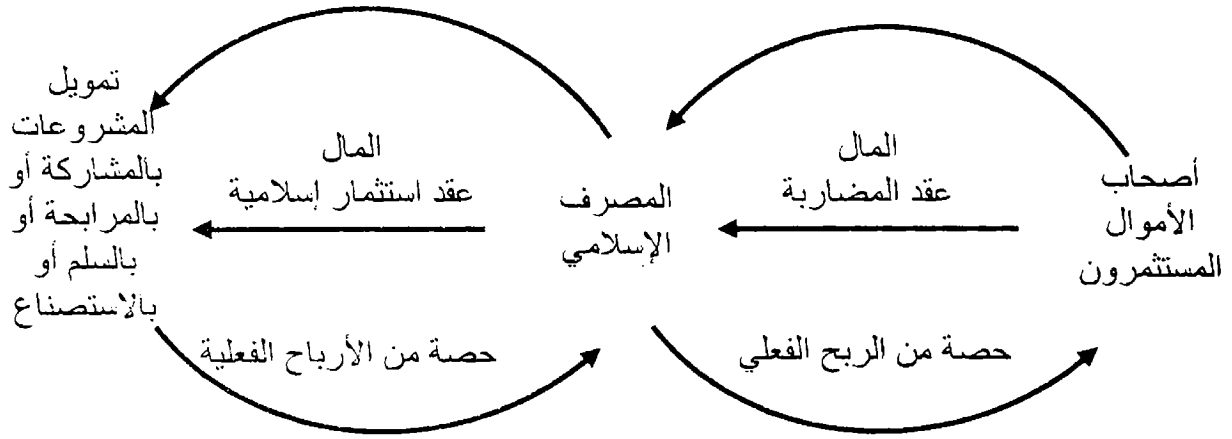 أصحاب
الأموال
المستثمرون
المال
عقد المضاربة
حصة من الربح الفعلي
المصرف
الإسلامي
المال
عقد استثمار إسلامية
حصة من الأرباح الفعلية
تمويل
المشروعات
بالمشاركة أو
بالمرابحة أو
بالسلم أو
بالاستصناع